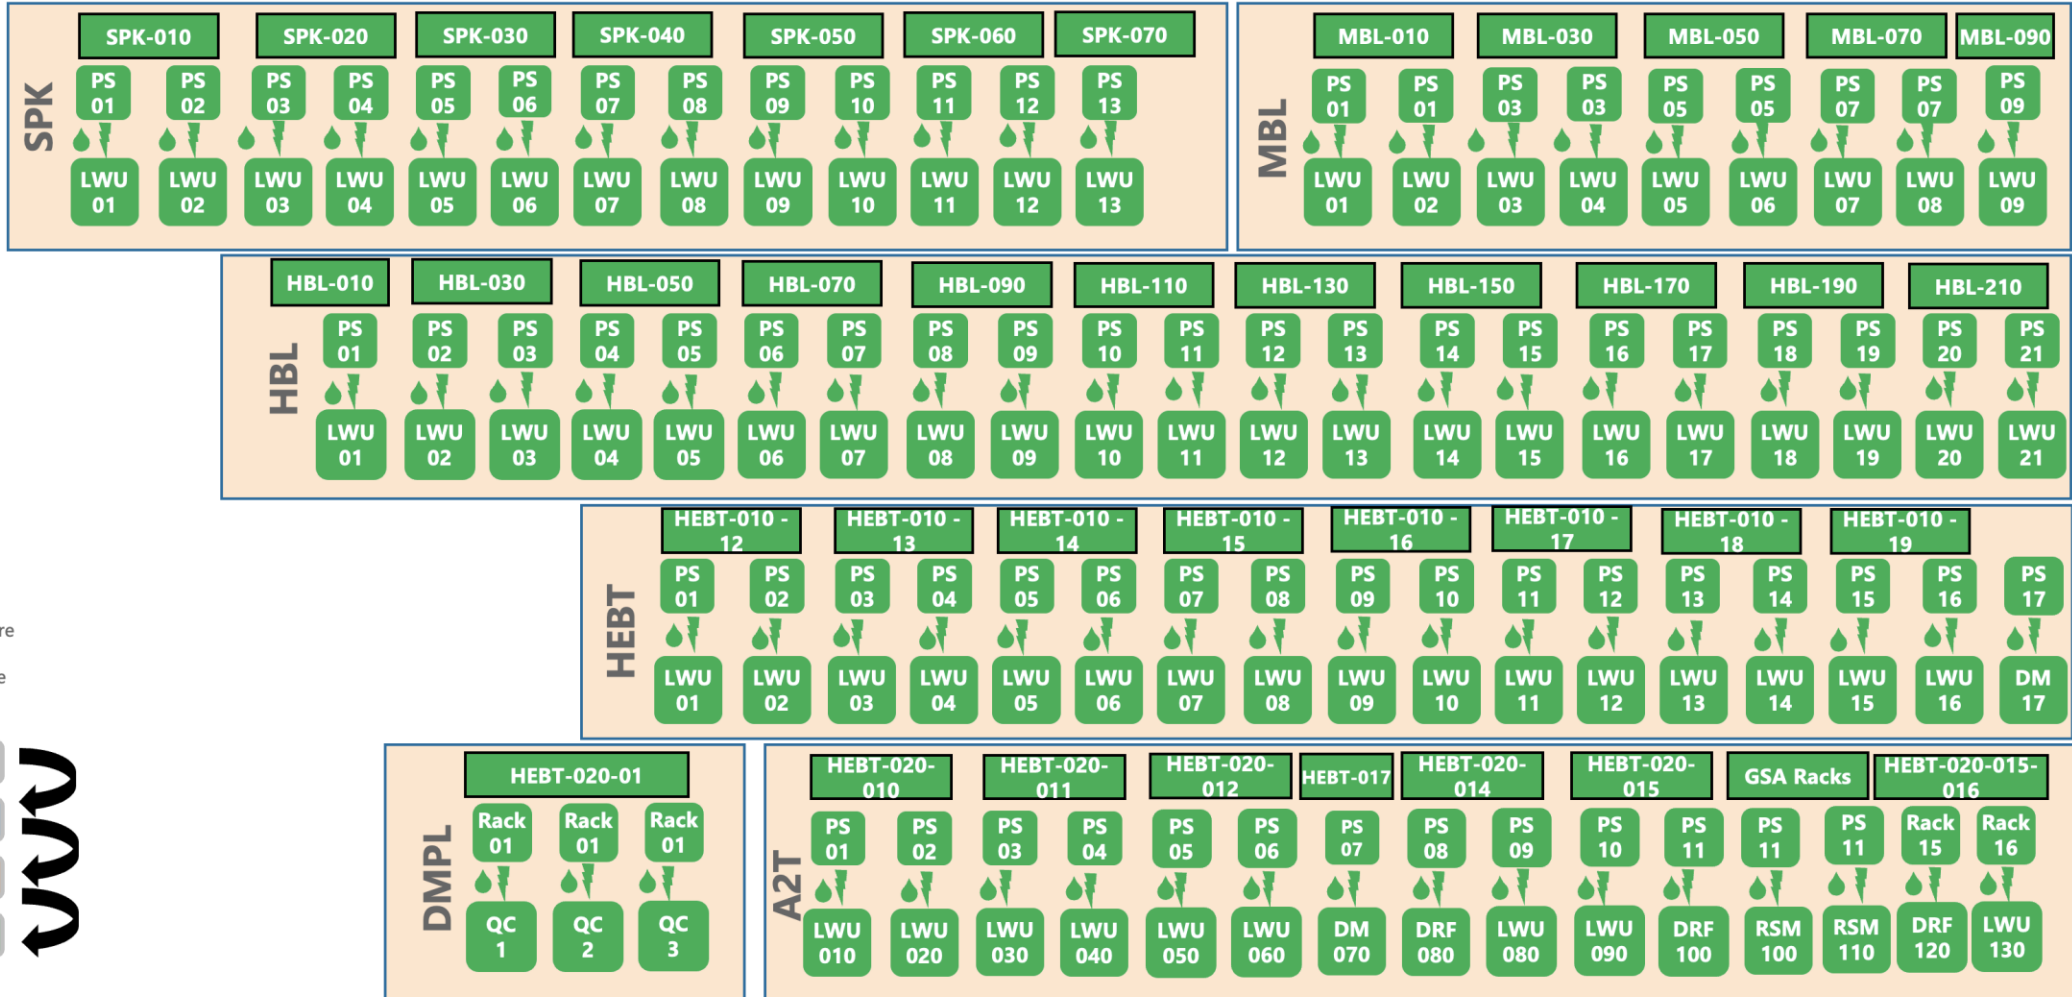 SPK
SPK-010 SPK-020 SPK-030 SPK-040 SPK-050 SPK-060 SPK-070
PS 01 PS 02 PS 03 PS 04 PS 05 PS 06 PS 07 PS 08 PS 09 PS 10 PS 11 PS 12 PS 13
LWU 01 LWU 02 LWU 03 LWU 04 LWU 05 LWU 06 LWU 07 LWU 08 LWU 09 LWU 10 LWU 11 LWU 12 LWU 13
MBL
MBL-010 MBL-030 MBL-050 MBL-070 MBL-090
PS 01 PS 01 PS 03 PS 03 PS 05 PS 05 PS 07 PS 07 PS 09
LWU 01 LWU 02 LWU 03 LWU 04 LWU 05 LWU 06 LWU 07 LWU 08 LWU 09
HBL
HBL-010 HBL-030 HBL-050 HBL-070 HBL-090 HBL-110 HBL-130 HBL-150 HBL-170 HBL-190 HBL-210
PS 01 PS 02 PS 03 PS 04 PS 05 PS 06 PS 07 PS 08 PS 09 PS 10 PS 11 PS 12 PS 13 PS 14 PS 15 PS 16 PS 17 PS 18 PS 19 PS 20 PS 21
LWU 01 LWU 02 LWU 03 LWU 04 LWU 05 LWU 06 LWU 07 LWU 08 LWU 09 LWU 10 LWU 11 LWU 12 LWU 13 LWU 14 LWU 15 LWU 16 LWU 17 LWU 18 LWU 19 LWU 20 LWU 21
HEBT
HEBT-010 - 12 HEBT-010 - 13 HEBT-010 - 14 HEBT-010 - 15 HEBT-010 - 16 HEBT-010 - 17 HEBT-010 - 18 HEBT-010 - 19
PS 01 PS 02 PS 03 PS 04 PS 05 PS 06 PS 07 PS 08 PS 09 PS 10 PS 11 PS 12 PS 13 PS 14 PS 15 PS 16 PS 17
LWU 01 LWU 02 LWU 03 LWU 04 LWU 05 LWU 06 LWU 07 LWU 08 LWU 09 LWU 10 LWU 11 LWU 12 LWU 13 LWU 14 LWU 15 LWU 16 DM 17
re
e
DMPL
HEBT-020-01
Rack 01 Rack 01 Rack 01
QC 1 QC 2 QC 3
A2T
HEBT-020-010 HEBT-020-011 HEBT-020-012 HEBT-017 HEBT-020-014 HEBT-020-015 GSA Racks HEBT-020-015-016
PS 01 PS 02 PS 03 PS 04 PS 05 PS 06 PS 07 PS 08 PS 09 PS 10 PS 11 PS 11 PS 11 Rack 15 Rack 16
LWU 010 LWU 020 LWU 030 LWU 040 LWU 050 LWU 060 DM 070 DRF 080 LWU 080 LWU 090 DRF 100 RSM 100 RSM 110 DRF 120 LWU 130